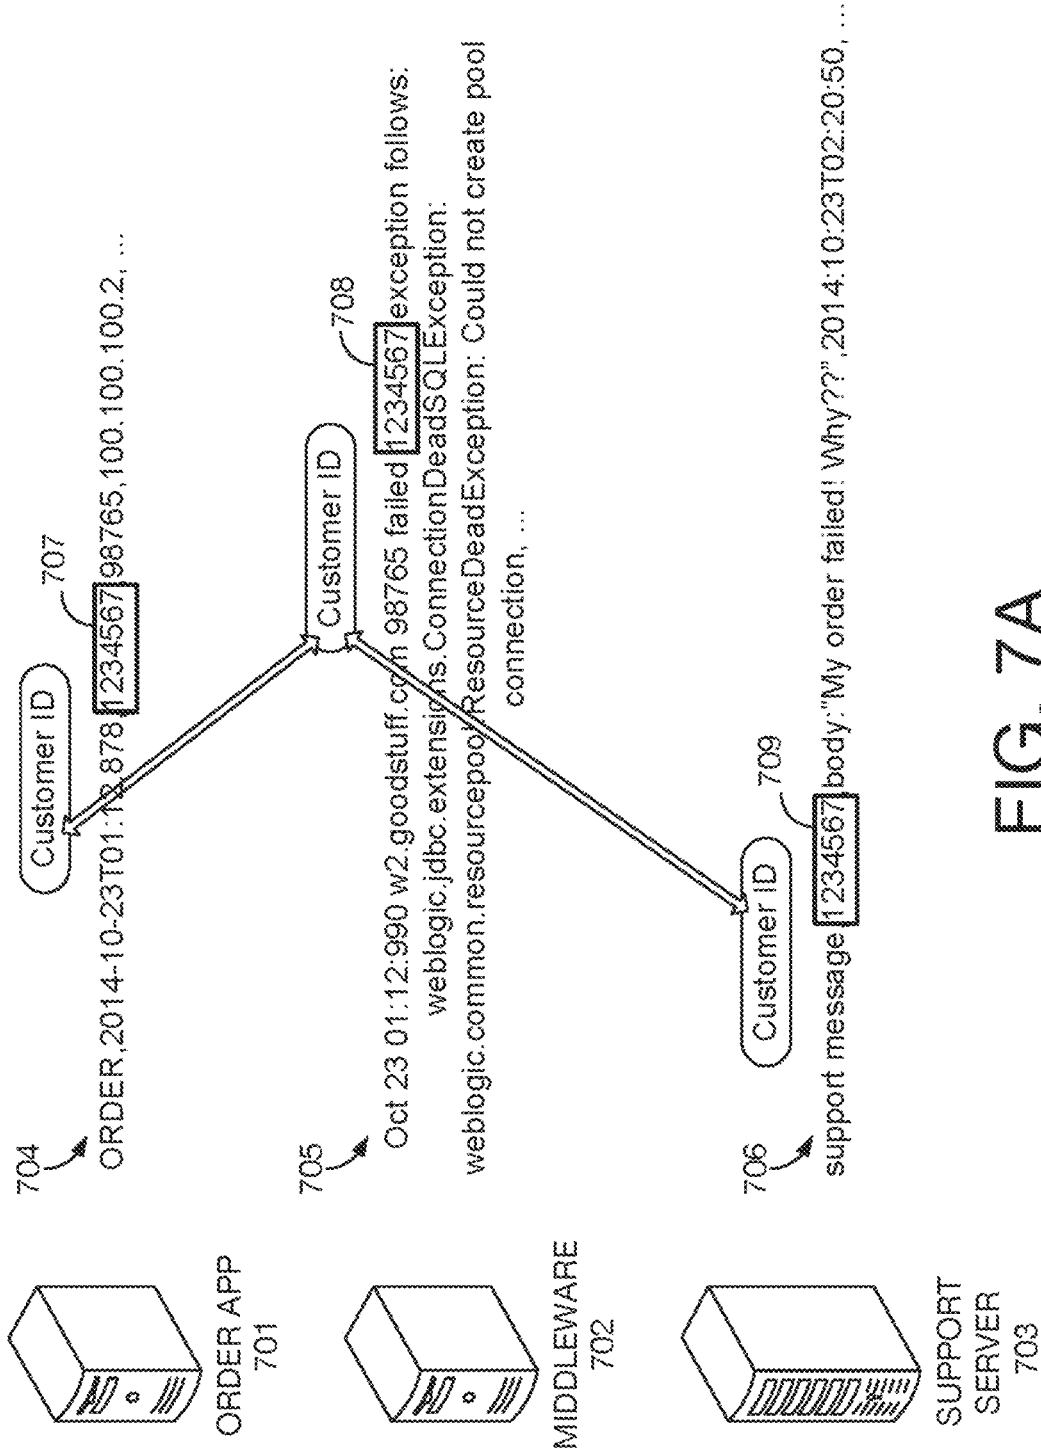 704
Customer ID
707
ORDER,2014-10-23T01:12.878,1234567,98765,100.100.100.2, ...
ORDER APP
701
705
Customer ID
708
Oct 23 01:12:990 w2.goodstuff.com 98765 failed 1234567 exception follows:
weblogic.jdbc.extensions.ConnectionDeadSQLException:
weblogic.common.resourcepool.ResourceDeadException: Could not create pool
connection, ...
MIDDLEWARE
702
706
Customer ID
709
support message 1234567 body:"My order failed! Why??",2014:10:23T02:20:50, ...
SUPPORT
SERVER
703
FIG. 7A